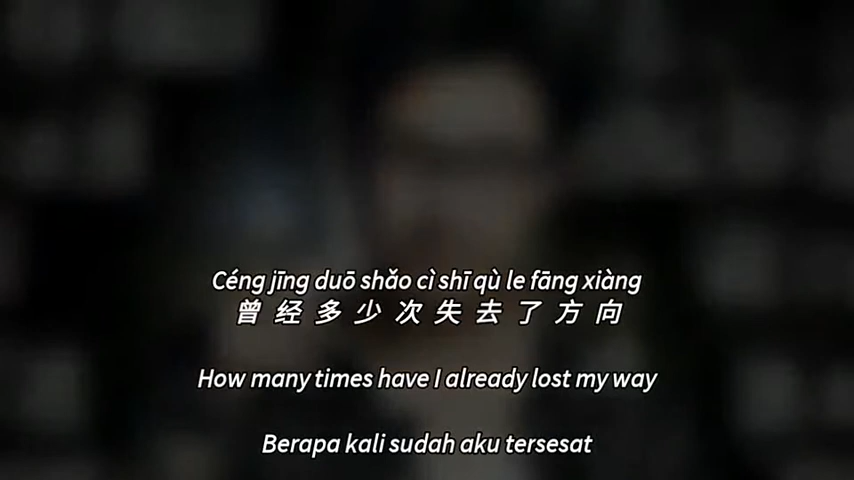 Céng jīng duō shǎo cì shī qù le fāng xiàng
曾经多少次失去了方向
How many times have I already lost my way
Berapa kali sudah aku tersesat